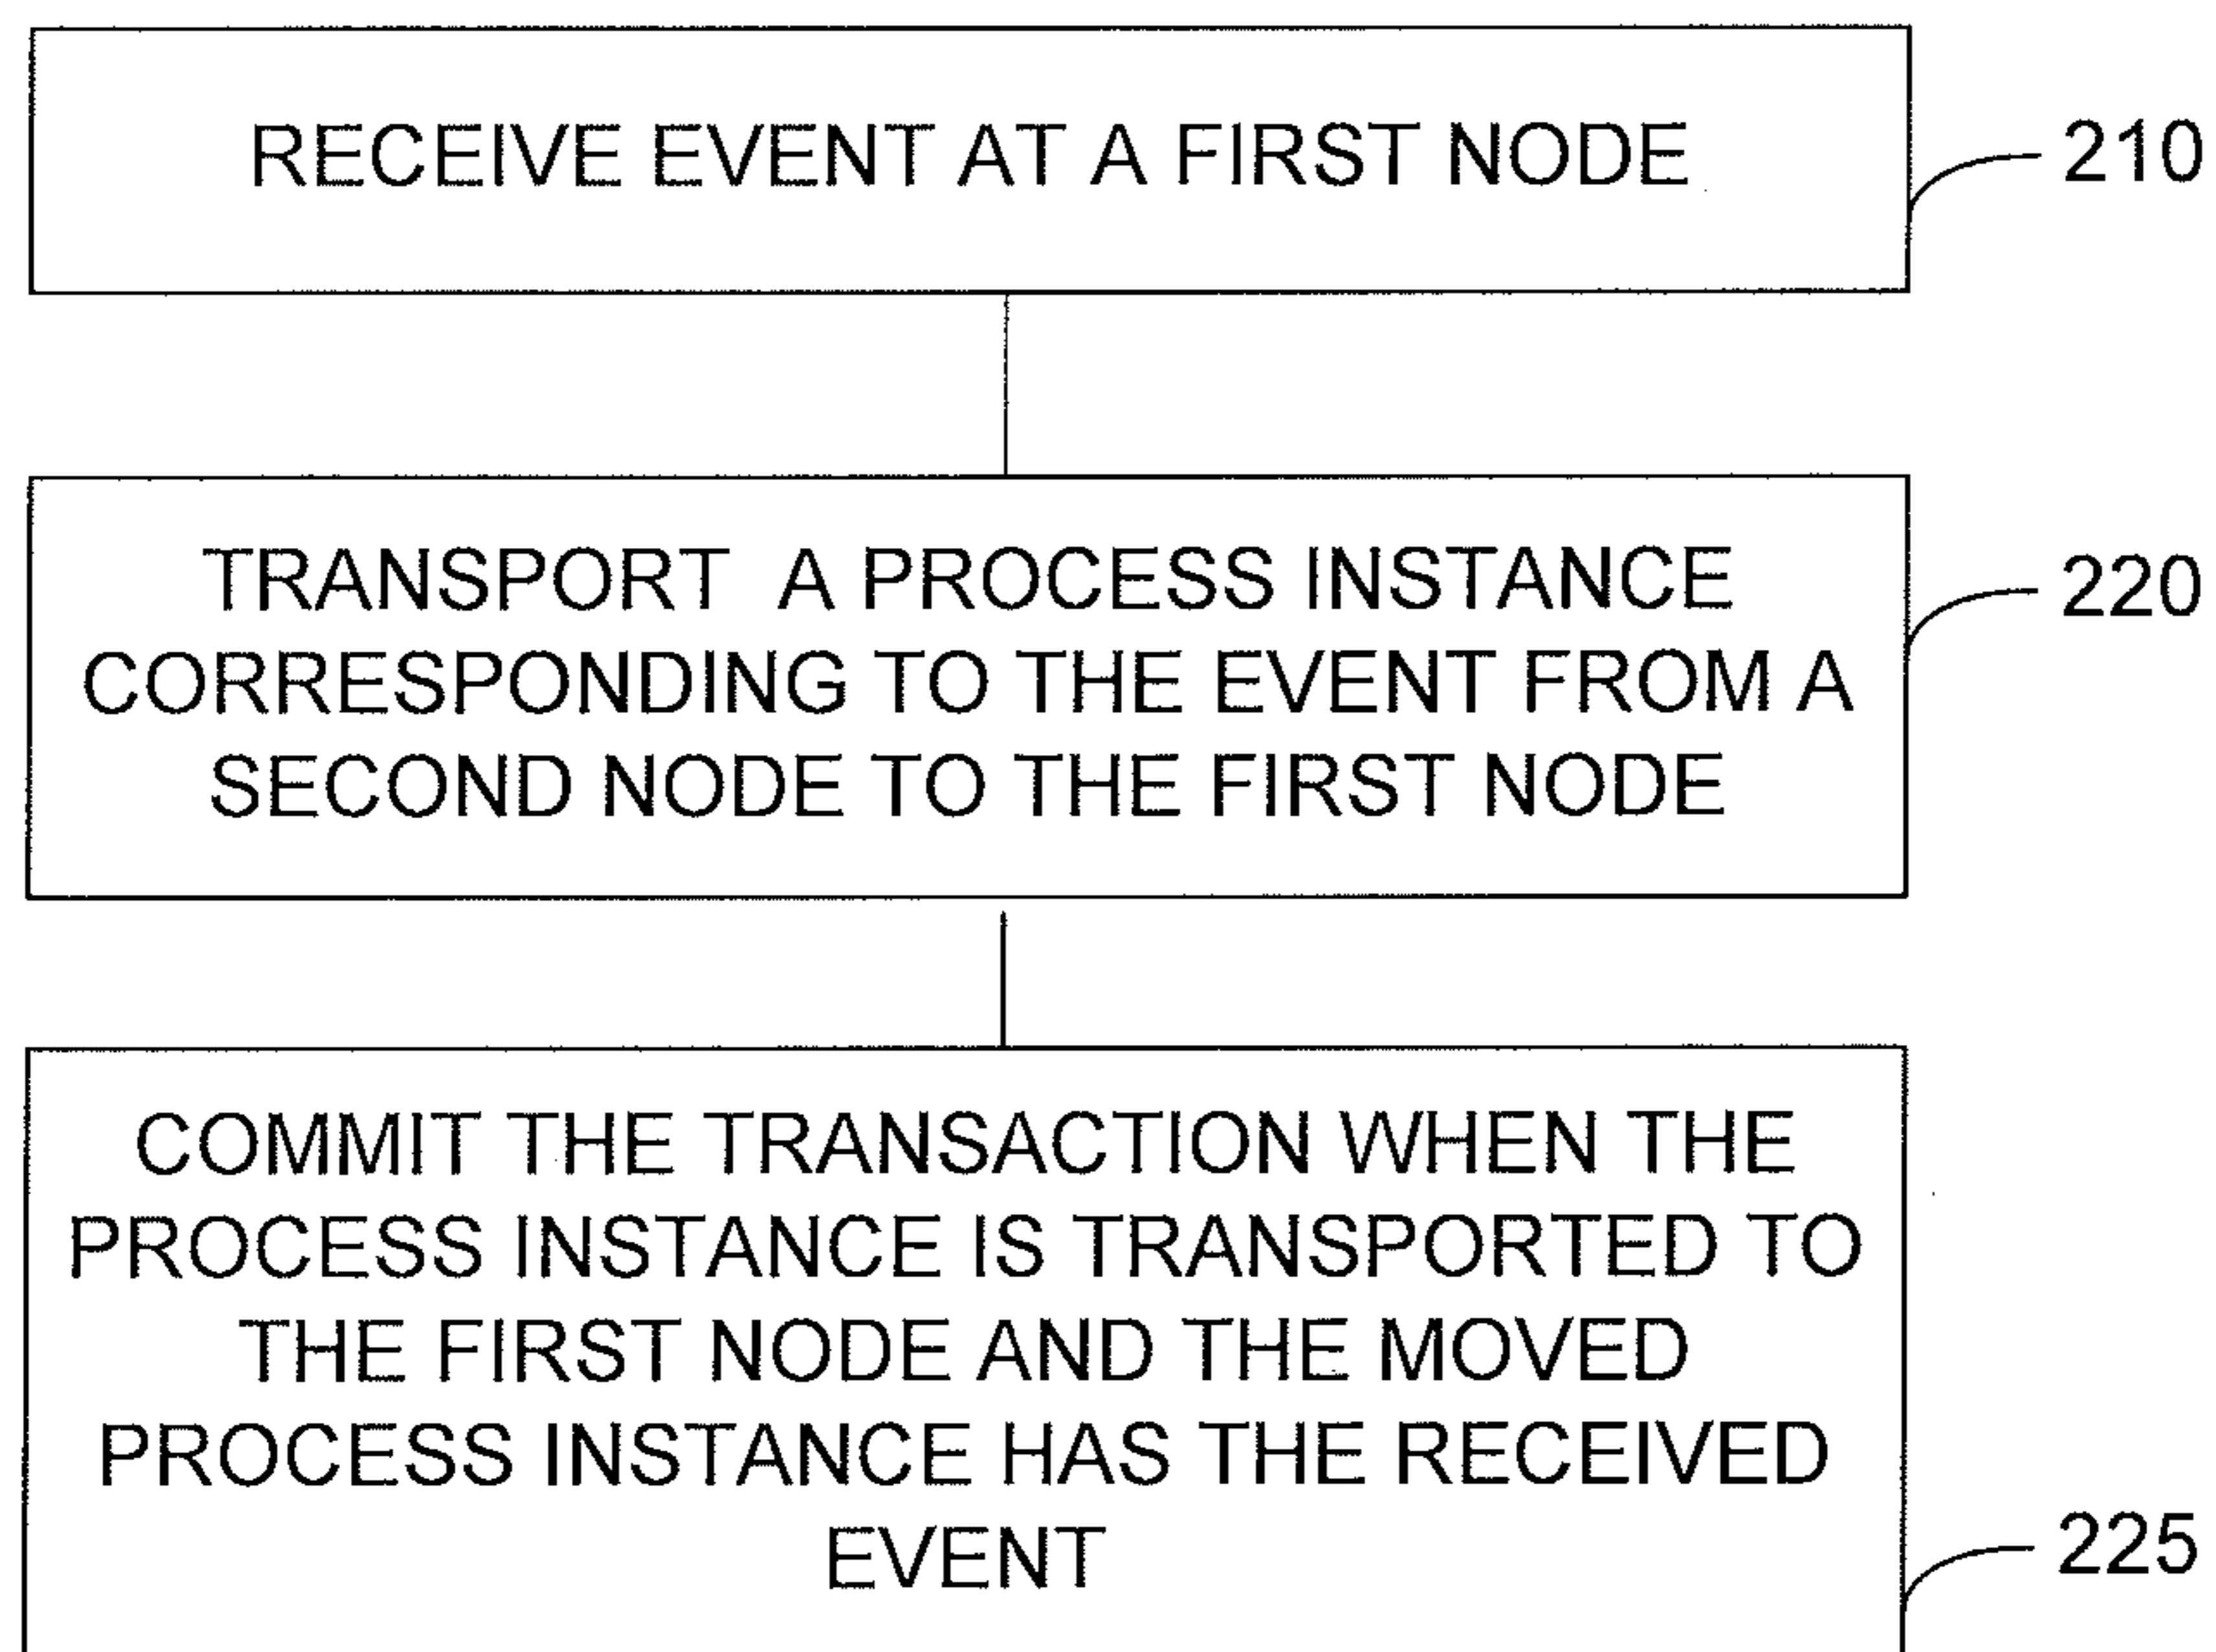 RECEIVE EVENT AT A FIRST NODE
210
TRANSPORT A PROCESS INSTANCE
CORRESPONDING TO THE EVENT FROM A
SECOND NODE TO THE FIRST NODE
220
COMMIT THE TRANSACTION WHEN THE
PROCESS INSTANCE IS TRANSPORTED TO
THE FIRST NODE AND THE MOVED
PROCESS INSTANCE HAS THE RECEIVED
EVENT
225